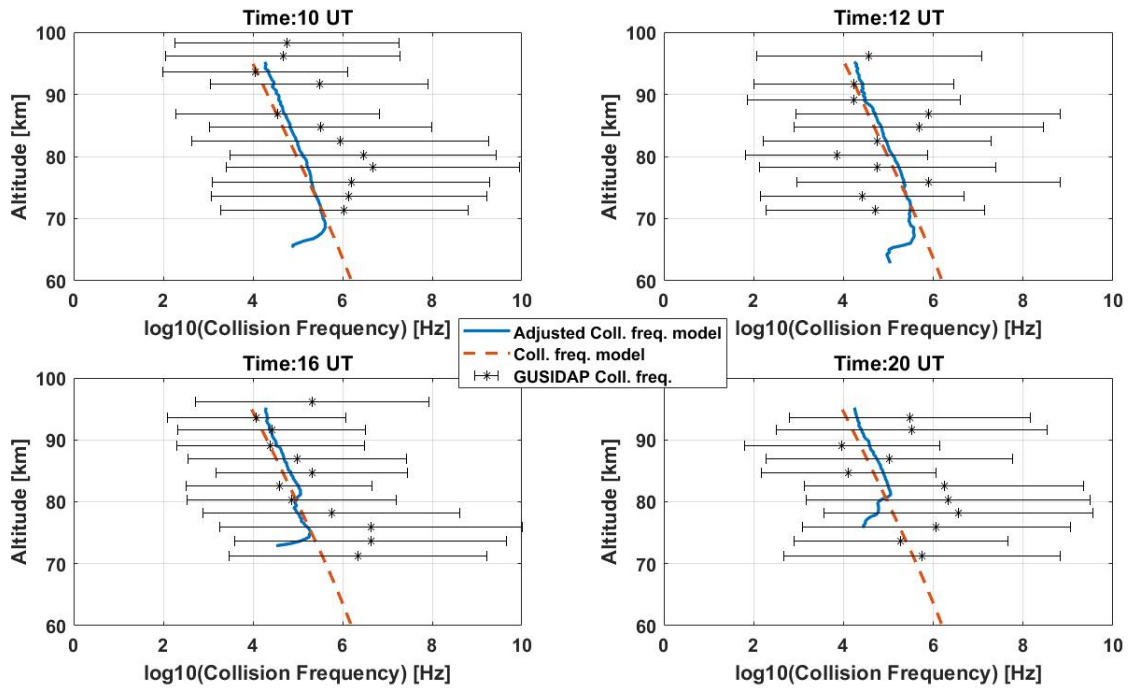 Time:10 UT
100
90
80
70
60
Altitude [km]
0 2 4 6 8 10
log10(Collision Frequency) [Hz]
Time:12 UT
100
90
80
70
60
Altitude [km]
0 2 4 6 8 10
log10(Collision Frequency) [Hz]
Adjusted Coll. freq. model
Coll. freq. model
GUSIDAP Coll. freq.
Time:16 UT
100
90
80
70
60
Altitude [km]
0 2 4 6 8 10
log10(Collision Frequency) [Hz]
Time:20 UT
100
90
80
70
60
Altitude [km]
0 2 4 6 8 10
log10(Collision Frequency) [Hz]